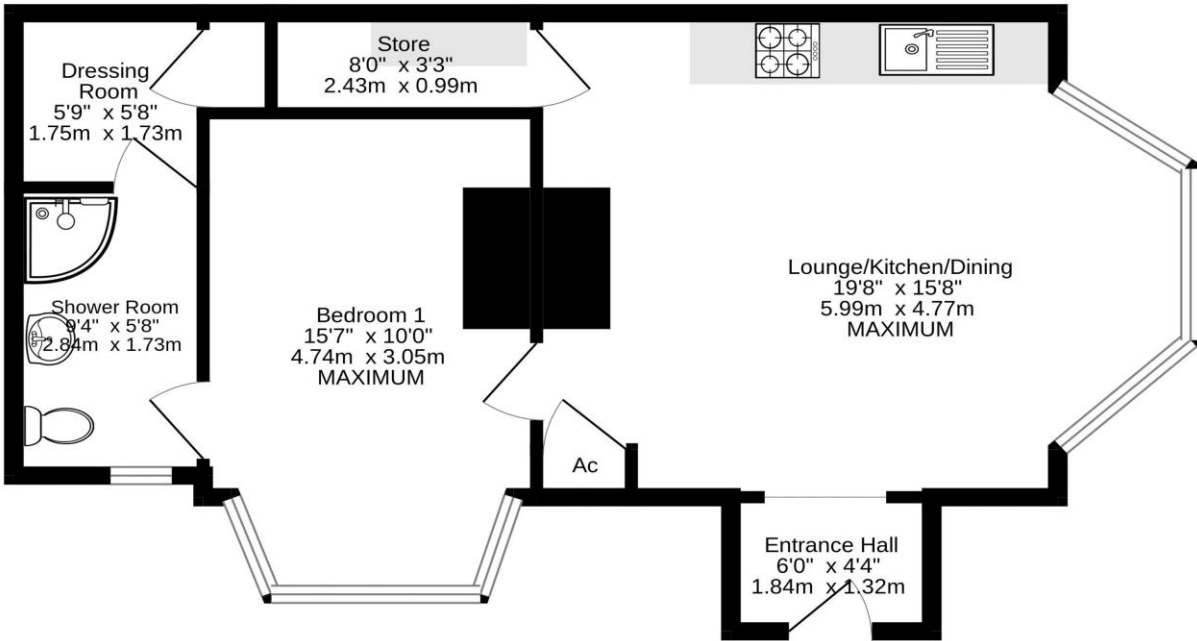 Store
8'0" x 3'3"
2.43m x 0.99m
Dressing
Room
5'9" x 5'8"
1.75m x 1.73m
Lounge/Kitchen/Dining
19'8" x 15'8"
5.99m x 4.77m
MAXIMUM
Shower Room
9'4" x 5'8"
2.84m x 1.73m
Bedroom 1
15'7" x 10'0"
4.74m x 3.05m
MAXIMUM
Ac
Entrance Hall
6'0" x 4'4"
1.84m x 1.32m